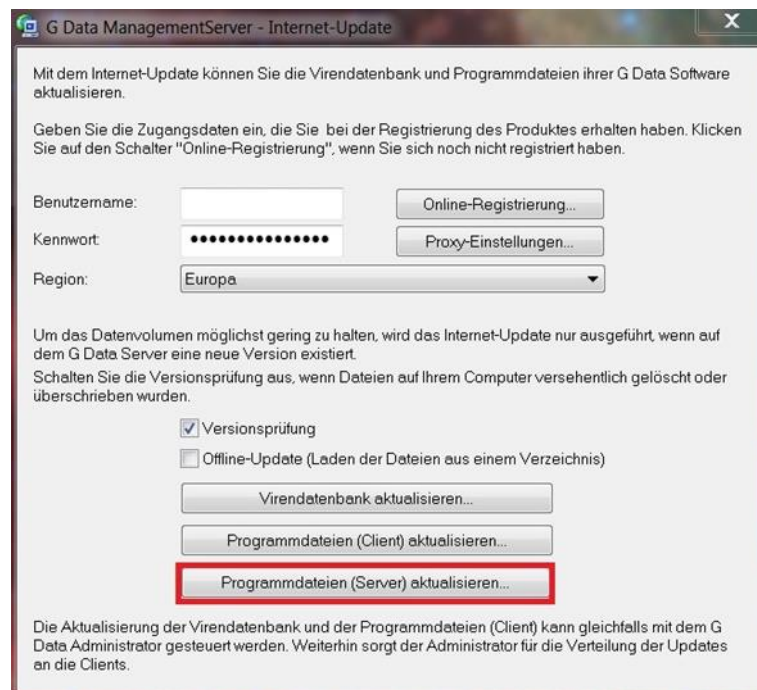 G Data ManagementServer - Internet-Update
X
Mit dem Internet-Update können Sie die Virendatenbank und Programmdateien ihrer G Data Software
aktualisieren.
Geben Sie die Zugangsdaten ein, die Sie bei der Registrierung des Produktes erhalten haben. Klicken
Sie auf den Schalter "Online-Registrierung", wenn Sie sich noch nicht registriert haben.
Benutzername:
Online-Registrierung...
Kennwort:
Proxy-Einstellungen...
Region:
Europa
Um das Datenvolumen möglichst gering zu halten, wird das Internet-Update nur ausgeführt, wenn auf
dem G Data Server eine neue Version existiert.
Schalten Sie die Versionsprüfung aus, wenn Dateien auf Ihrem Computer versehentlich gelöscht oder
überschrieben wurden.
Versionsprüfung
Offline-Update (Laden der Dateien aus einem Verzeichnis)
Virendatenbank aktualisieren...
Programmdateien (Client) aktualisieren...
Programmdateien (Server) aktualisieren...
Die Aktualisierung der Virendatenbank und der Programmdateien (Client) kann gleichfalls mit dem G
Data Administrator gesteuert werden. Weiterhin sorgt der Administrator für die Verteilung der Updates
an die Clients.